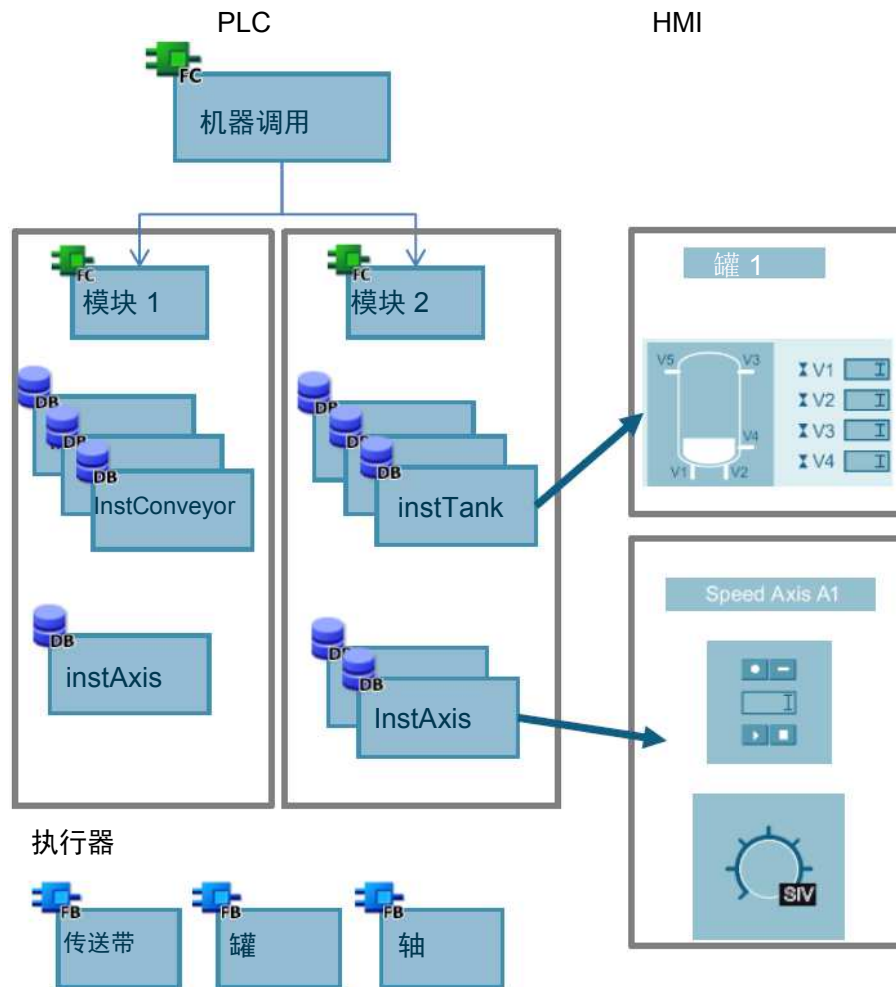 PLC
HMI
FC
机器调用
FC
模块 1
FC
模块 2
罐 1
DB
DB
DB
InstConveyor
DB
DB
DB
instTank
V5
V3
V4
V1
V2
V1
V2
V3
V4
DB
instAxis
DB
DB
InstAxis
Speed Axis A1
SIV
执行器
FB
传送带
FB
罐
FB
轴